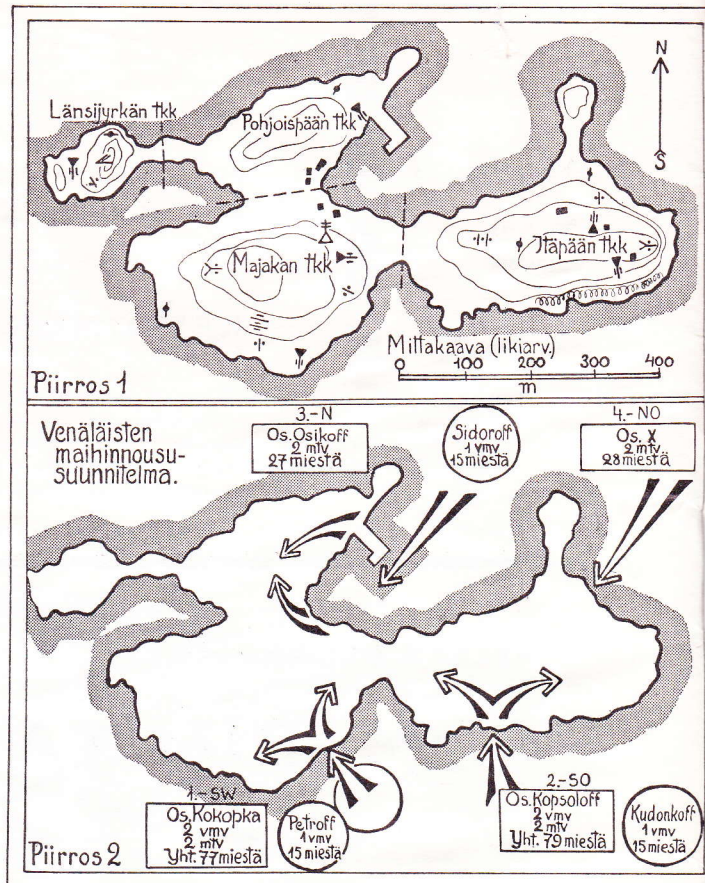 N
S
Länsijyrkän tkk
Pohjoispään tkk
Majakan tkk
Itäpään tkk
Mittakaava (likiarv.)
0 100 200 300 400
m
Piirros 1
Venäläisten
maihinnousu-
suunnitelma.
3.-N
Os. Osikoff
2 mtv
27 miestä
Sidoroff
1 vmv
15 miestä
4.-NO
Os. X
2 mtv
28 miestä
1.-SW
Os. Kokopka
2 vmv
2 mtv
Yht. 77 miestä
Petroff
1 vmv
15 miestä
2.-SO
Os. Kopsoloff
2 vmv
2 mtv
Yht. 79 miestä
Kudonkoff
1 vmv
15 miestä
Piirros 2